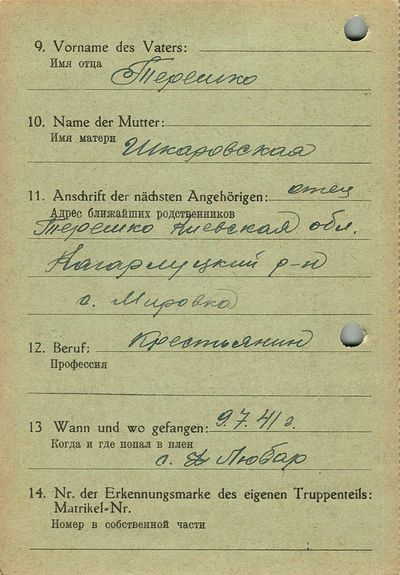 9. Vorname des Vaters:
Имя отца
Терешко
10. Name der Mutter:
Имя матери
Шкаровская
11. Anschrift der nächsten Angehörigen: отец
Адрес ближайших родственников
Терешко Киевская обл.
Кагарлуцкий р-н
с. Мировка
12. Beruf: Крестьянин
Профессия
13 Wann und wo gefangen: 9.7.41 г.
Когда и где попал в плен
с. Любар
14. Nr. der Erkennungsmarke des eigenen Truppenteils:
Matrikel-Nr.
Номер в собственной части